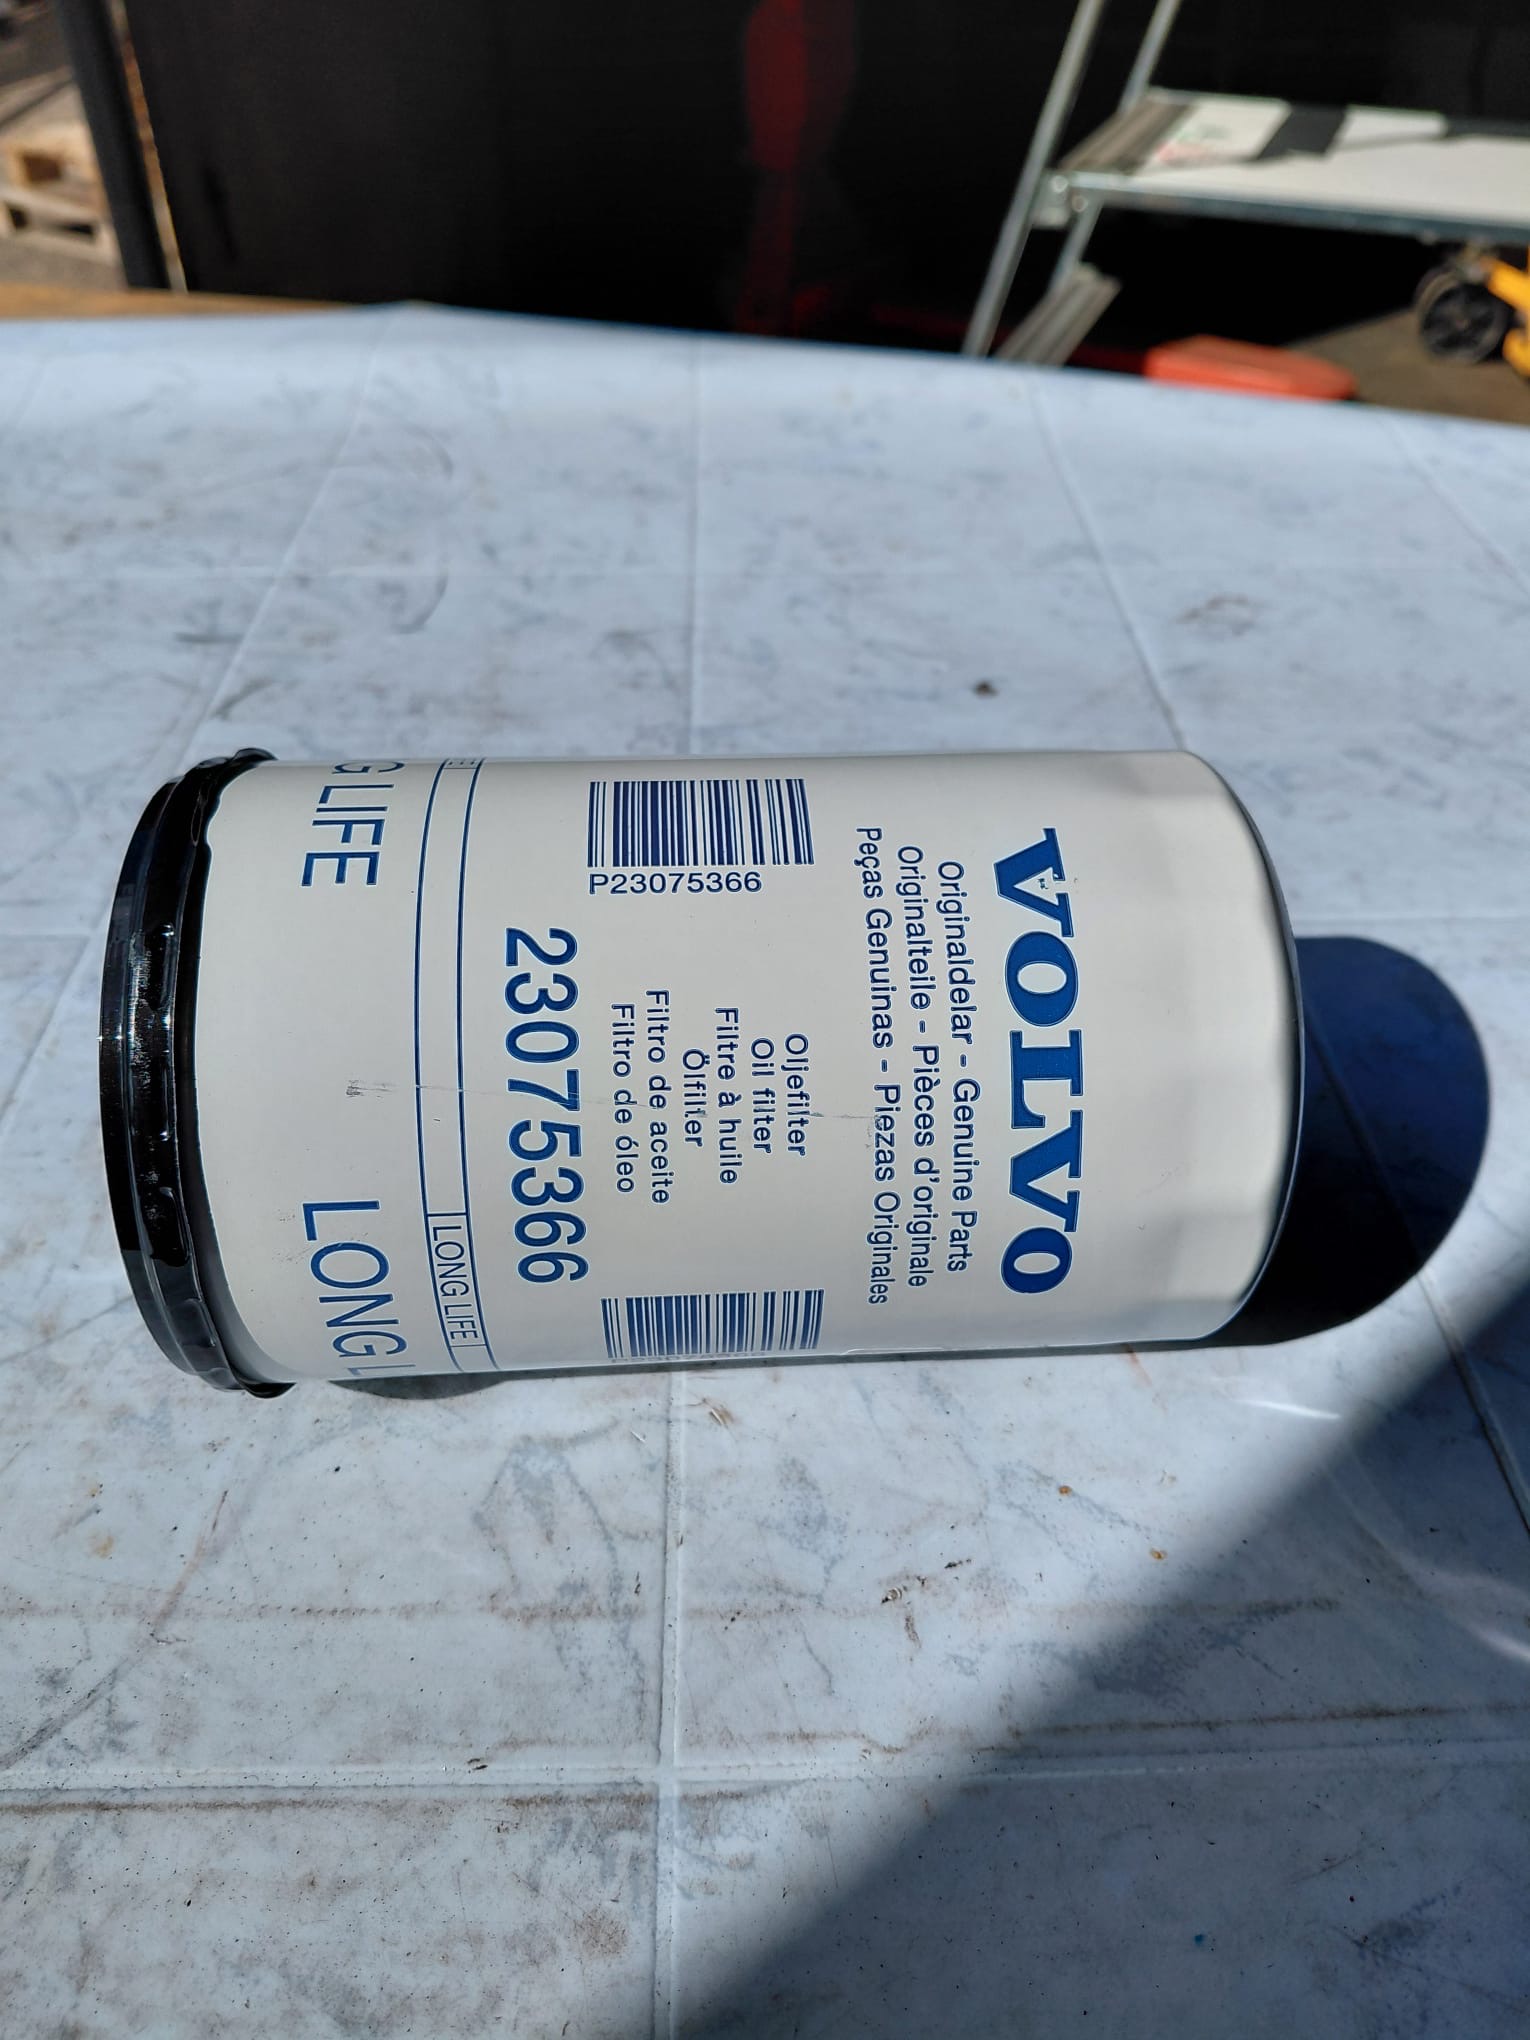 VOLVO
Originaldelar - Genuine Parts
Originalteile - Pièces d'originale
Peças Genuinas - Piezas Originales
P23075366
Oljefilter
Oil filter
Filtre à huile
Ölfilter
Filtro de aceite
Filtro de óleo
23075366
LONG LIFE
G LIFE
LONG L